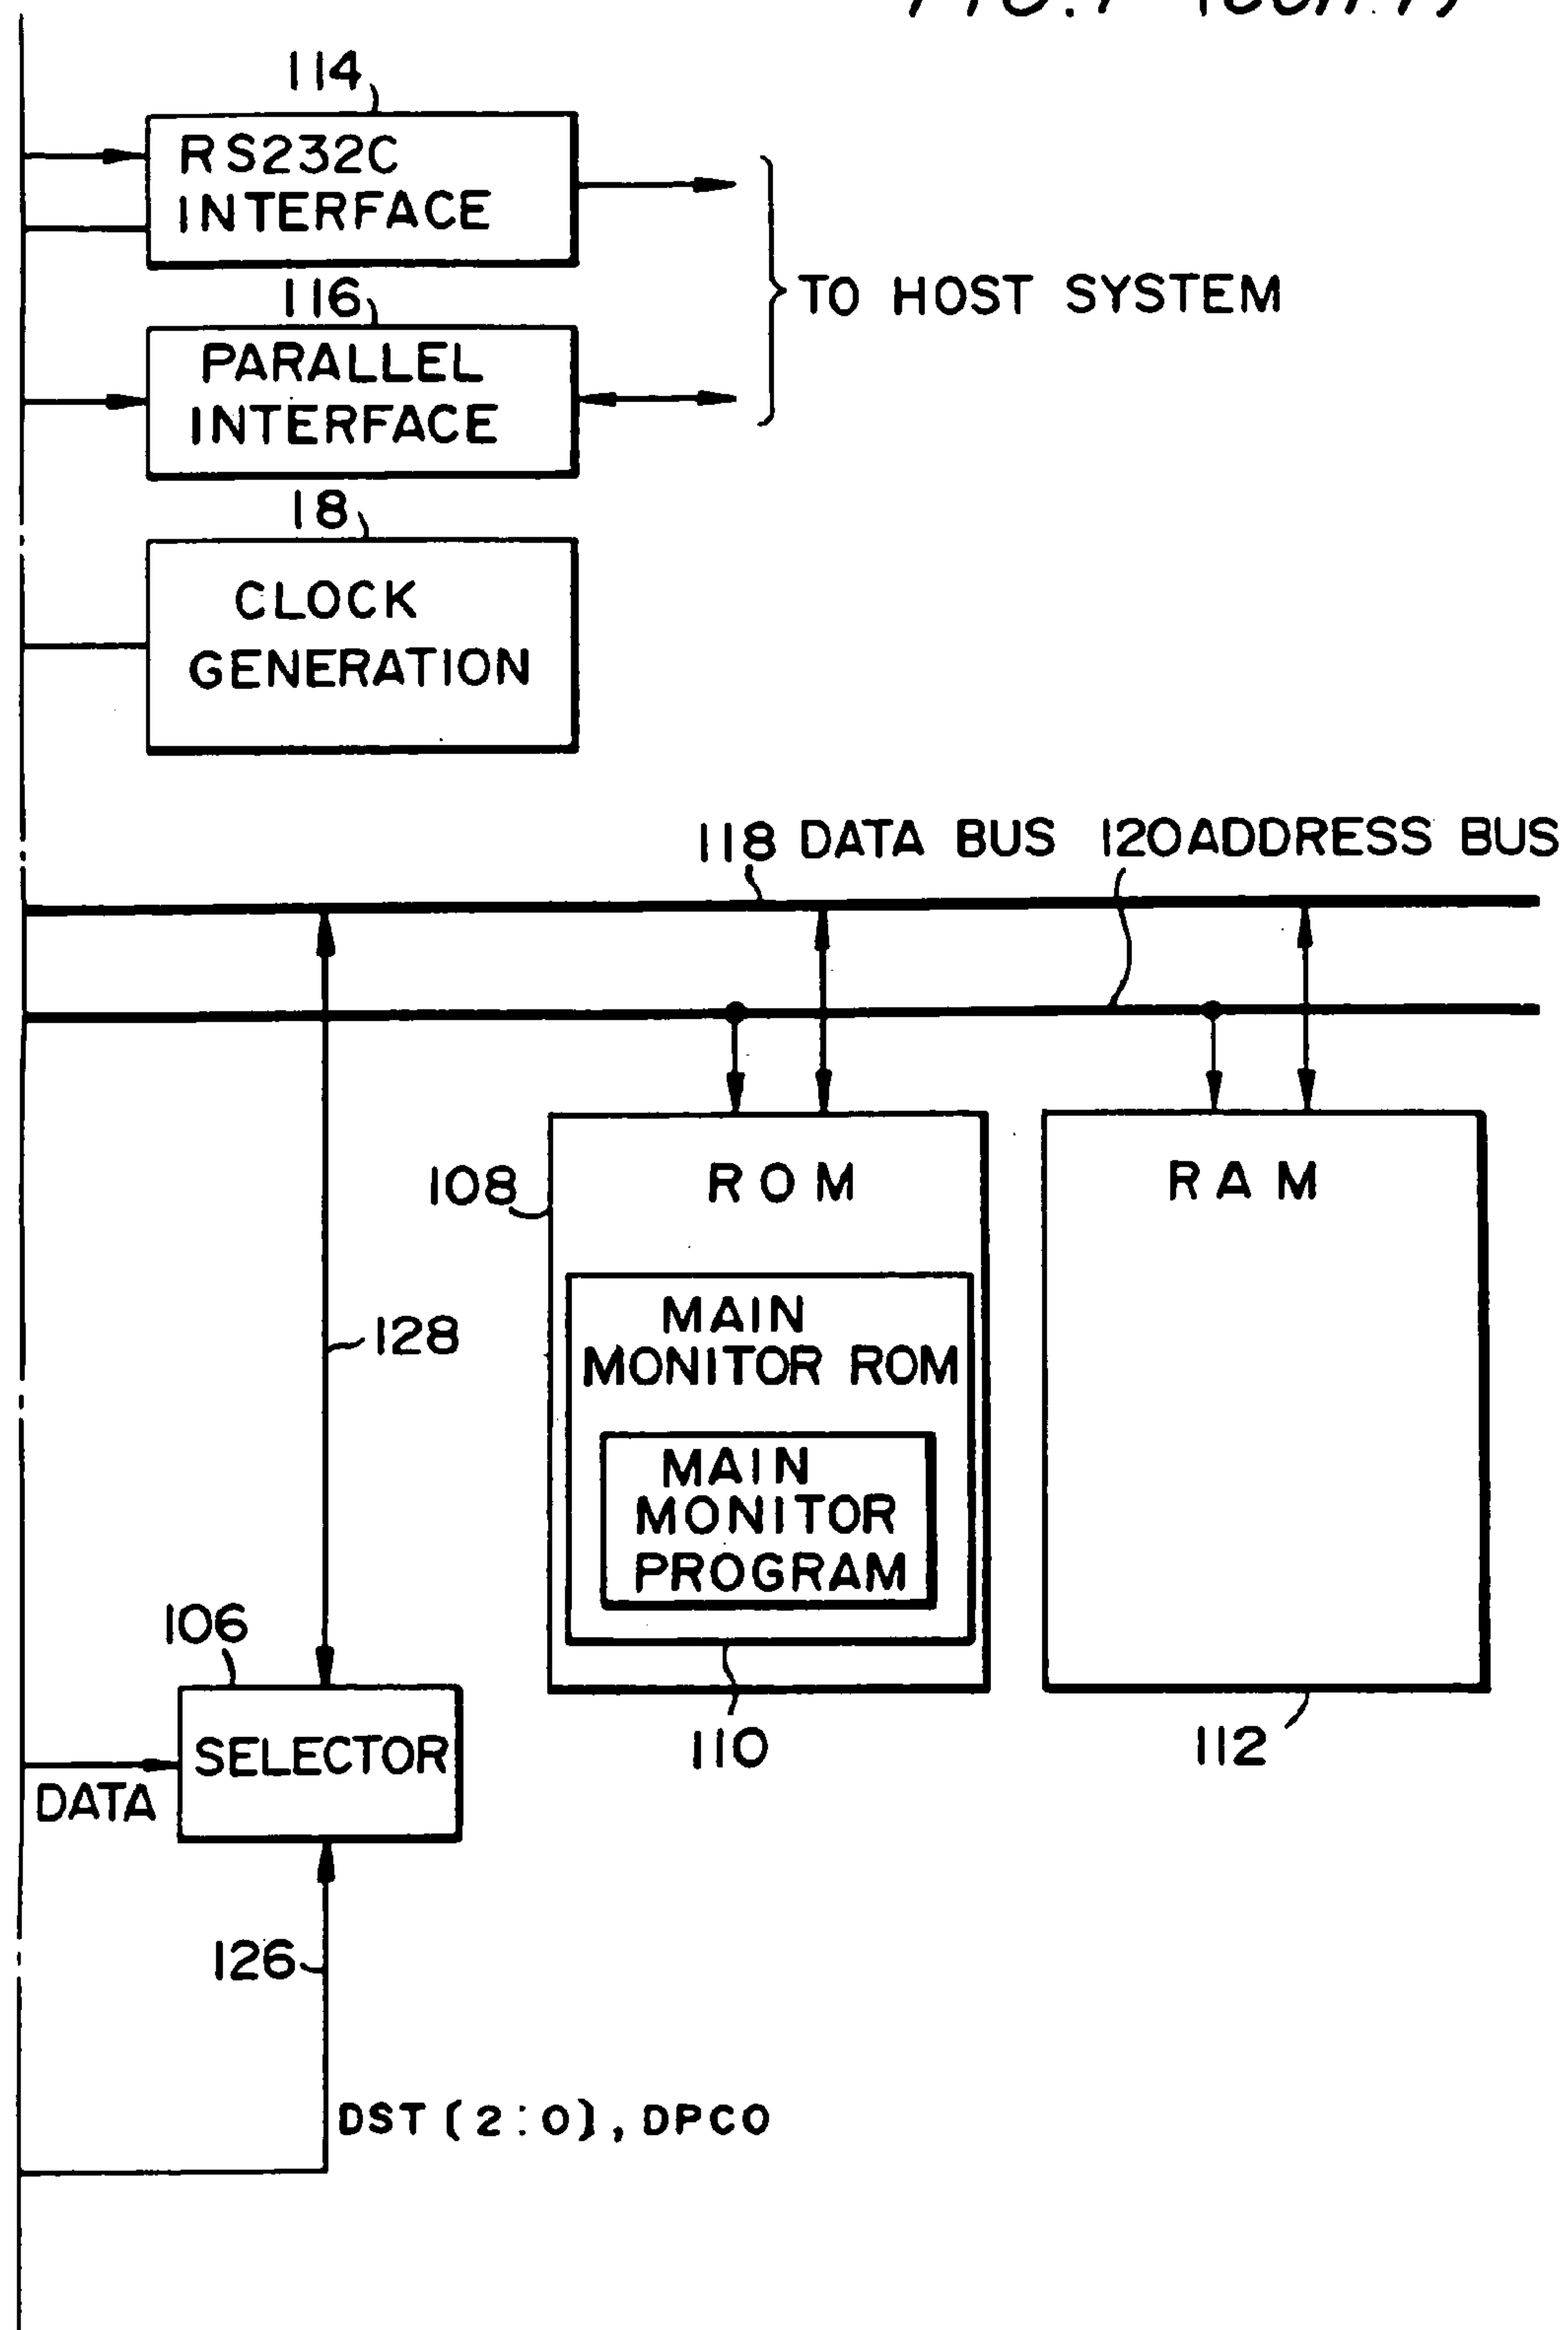 114
RS232C
INTERFACE
TO HOST SYSTEM
116
PARALLEL
INTERFACE
18
CLOCK
GENERATION
118 DATA BUS 120 ADDRESS BUS
108
ROM
RAM
MAIN
MONITOR ROM
128
MAIN
MONITOR
PROGRAM
106
110
112
SELECTOR
DATA
126
DST (2:0), DPCO